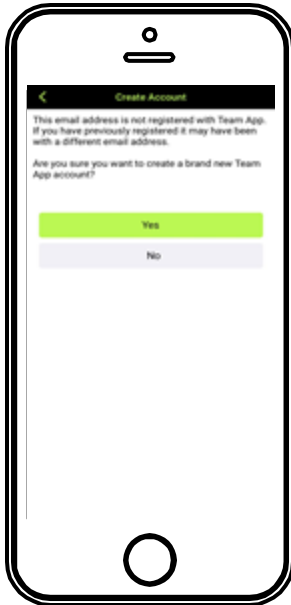 Create Account
This email address is not registered with Team App.
If you have previously registered it may have been
with a different email address.
Are you sure you want to create a brand new Team
App account?
Yes
No